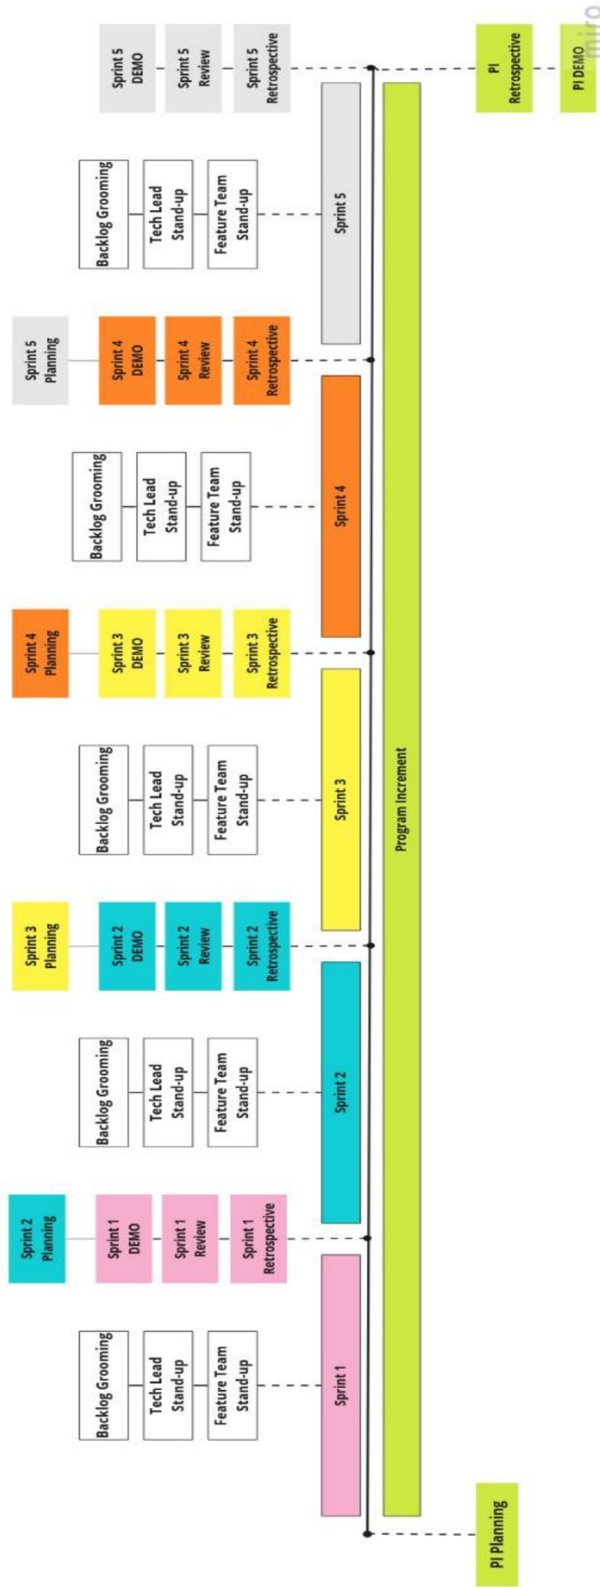 Sprint 2
Planning
Sprint 3
Planning
Sprint 4
Planning
Sprint 5
Planning
Backlog Grooming
Sprint 1
DEMO
Backlog Grooming
Sprint 2
DEMO
Backlog Grooming
Sprint 3
DEMO
Backlog Grooming
Sprint 4
DEMO
Backlog Grooming
Sprint 5
DEMO
Tech Lead
Stand-up
Sprint 1
Review
Tech Lead
Stand-up
Sprint 2
Review
Tech Lead
Stand-up
Sprint 3
Review
Tech Lead
Stand-up
Sprint 4
Review
Tech Lead
Stand-up
Sprint 5
Review
Feature Team
Stand-up
Sprint 1
Retrospective
Feature Team
Stand-up
Sprint 2
Retrospective
Feature Team
Stand-up
Sprint 3
Retrospective
Feature Team
Stand-up
Sprint 4
Retrospective
Feature Team
Stand-up
Sprint 5
Retrospective
Sprint 1
Sprint 2
Sprint 3
Sprint 4
Sprint 5
Program Increment
PI Planning
PI
Retrospective
PI DEMO
miro